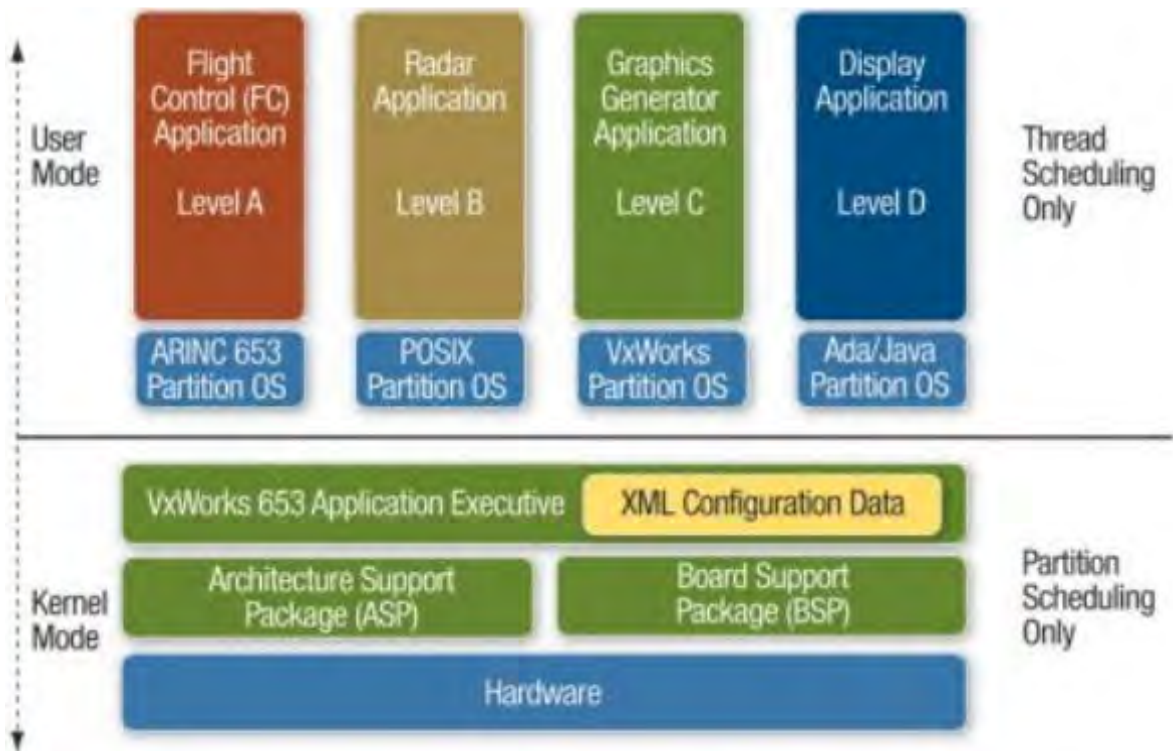 Flight
Control (FC)
Application
Level A
Radar
Application
Level B
Graphics
Generator
Application
Level C
Display
Application
Level D
User
Mode
Thread
Scheduling
Only
ARINC 653
Partition OS
POSIX
Partition OS
VxWorks
Partition OS
Ada/Java
Partition OS
VxWorks 653 Application Executive
XML Configuration Data
Architecture Support
Package (ASP)
Board Support
Package (BSP)
Kernel
Mode
Partition
Scheduling
Only
Hardware